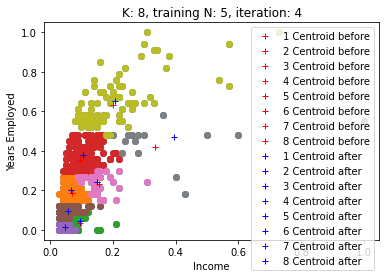 K: 8, training N: 5, iteration: 4
1.0
0.8
0.6
0.4
0.2
0.0
Years Employed
1 Centroid before
2 Centroid before
3 Centroid before
4 Centroid before
5 Centroid before
6 Centroid before
7 Centroid before
8 Centroid before
1 Centroid after
2 Centroid after
3 Centroid after
4 Centroid after
5 Centroid after
6 Centroid after
7 Centroid after
8 Centroid after
0.0 0.2 0.4 0.6 0.8 1.0
Income